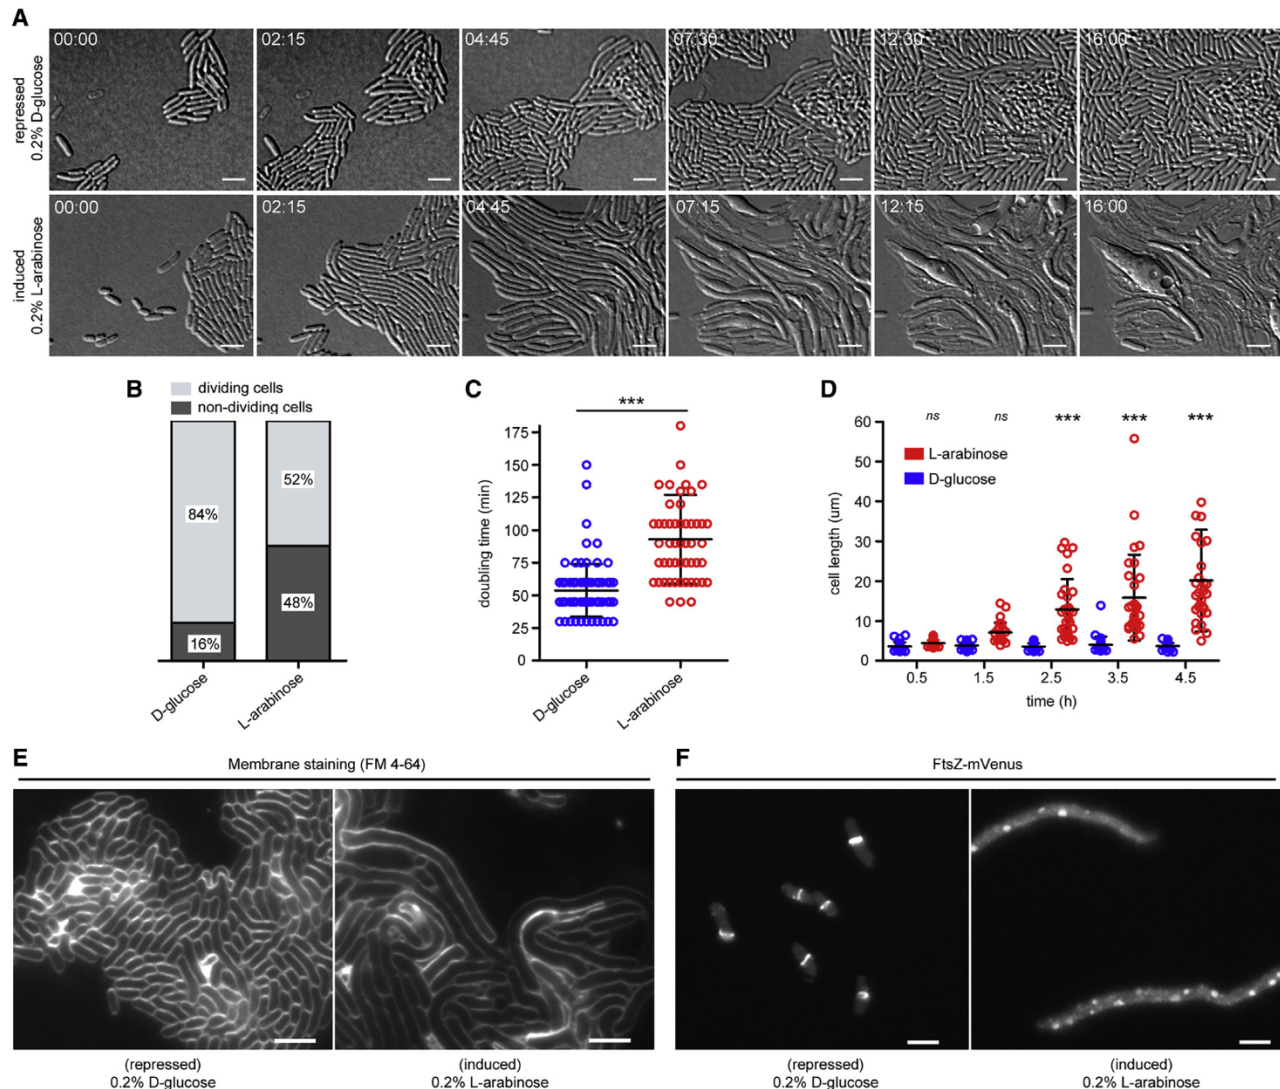 A
repressed
0.2% D-glucose
00:00
02:15
04:45
07:30
12:30
16:00
induced
0.2% L-arabinose
00:00
02:15
04:45
07:15
12:15
16:00
B
dividing cells
non-dividing cells
84%
16%
52%
48%
D-glucose
L-arabinose
C
***
doubling time (min)
175
150
125
100
75
50
25
0
D-glucose
L-arabinose
D
ns
ns
***
***
***
L-arabinose
D-glucose
cell length (um)
60
50
40
30
20
10
0
0.5
1.5
2.5
3.5
4.5
time (h)
E
Membrane staining (FM 4-64)
(repressed)
0.2% D-glucose
(induced)
0.2% L-arabinose
F
FtsZ-mVenus
(repressed)
0.2% D-glucose
(induced)
0.2% L-arabinose